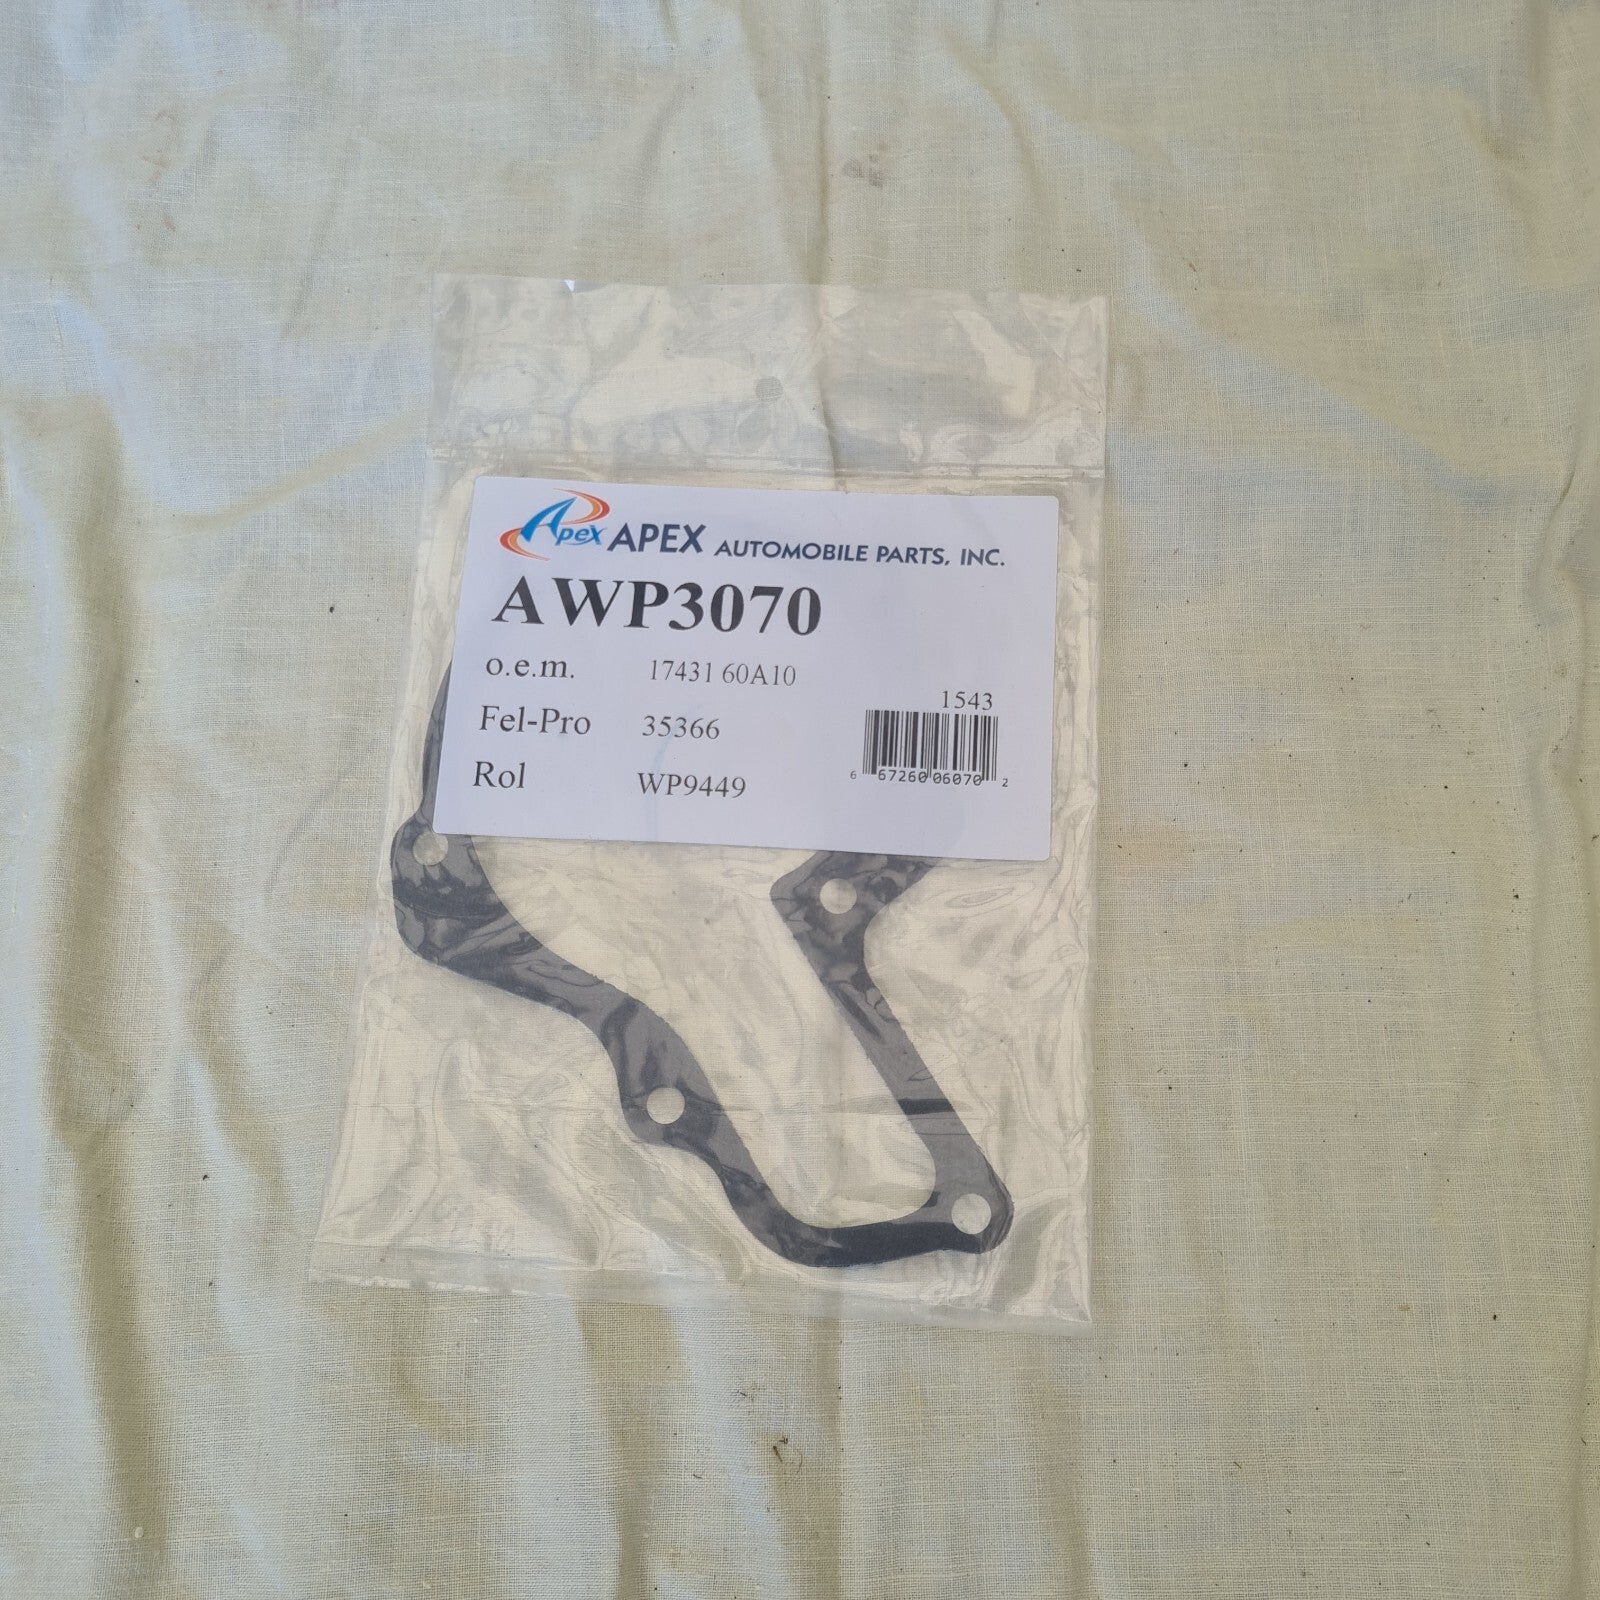 Apex APEX AUTOMOBILE PARTS, INC.
AWP3070
o.e.m. 17431 60A10
Fel-Pro 35366
Rol WP9449
1543
6 67260 06070 2